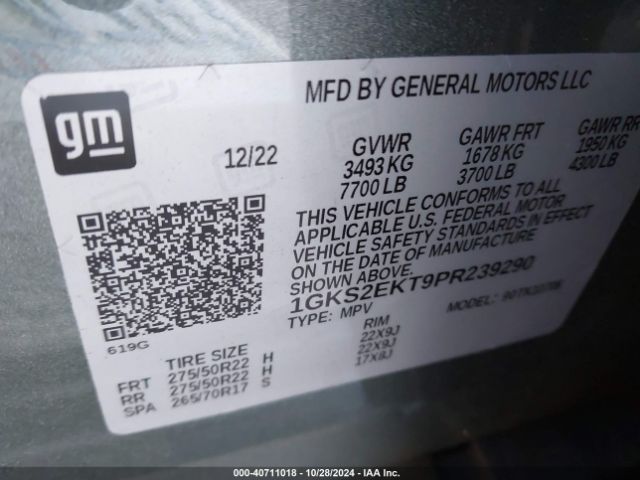 MFD BY GENERAL MOTORS LLC
gm
12/22
GVWR GAWR FRT GAWR RR
3493 KG 1678 KG 1950 KG
7700 LB 3700 LB 4300 LB
THIS VEHICLE CONFORMS TO ALL
APPLICABLE U.S. FEDERAL MOTOR
VEHICLE SAFETY STANDARDS IN EFFECT
ON THE DATE OF MANUFACTURE
SHOWN ABOVE.
1GKS2EKT9PR239290
TYPE: MPV MODEL:
619G
TIRE SIZE RIM
FRT 275/50R22 H 22X9J
RR 275/50R22 H 22X9J
SPA 265/70R17 S 17X8J
000-40711018 - 10/28/2024 - IAA Inc.